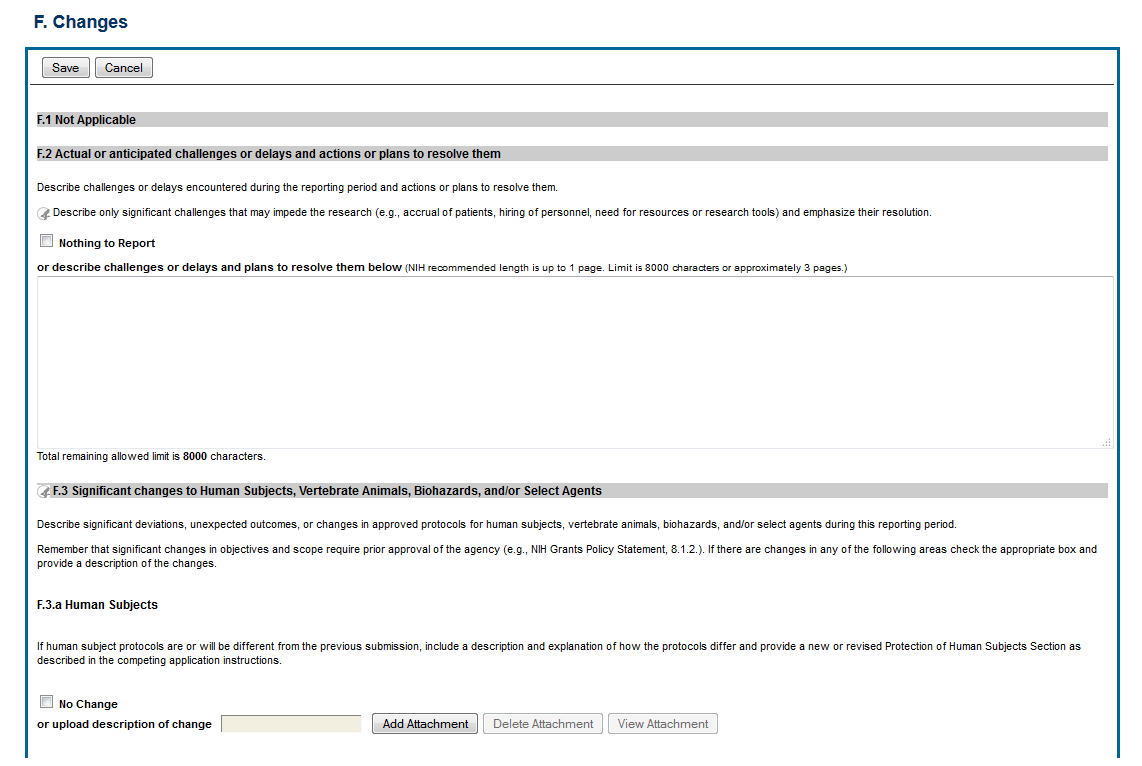 F. Changes
Save Cancel
F.1 Not Applicable
F.2 Actual or anticipated challenges or delays and actions or plans to resolve them
Describe challenges or delays encountered during the reporting period and actions or plans to resolve them.
Describe only significant challenges that may impede the research (e.g., accrual of patients, hiring of personnel, need for resources or research tools) and emphasize their resolution.
Nothing to Report
or describe challenges or delays and plans to resolve them below (NIH recommended length is up to 1 page. Limit is 8000 characters or approximately 3 pages.)
Total remaining allowed limit is 8000 characters.
F.3 Significant changes to Human Subjects, Vertebrate Animals, Biohazards, and/or Select Agents
Describe significant deviations, unexpected outcomes, or changes in approved protocols for human subjects, vertebrate animals, biohazards, and/or select agents during this reporting period.
Remember that significant changes in objectives and scope require prior approval of the agency (e.g., NIH Grants Policy Statement, 8.1.2.). If there are changes in any of the following areas check the appropriate box and
provide a description of the changes.
F.3.a Human Subjects
If human subject protocols are or will be different from the previous submission, include a description and explanation of how the protocols differ and provide a new or revised Protection of Human Subjects Section as
described in the competing application instructions.
No Change
or upload description of change Add Attachment Delete Attachment View Attachment